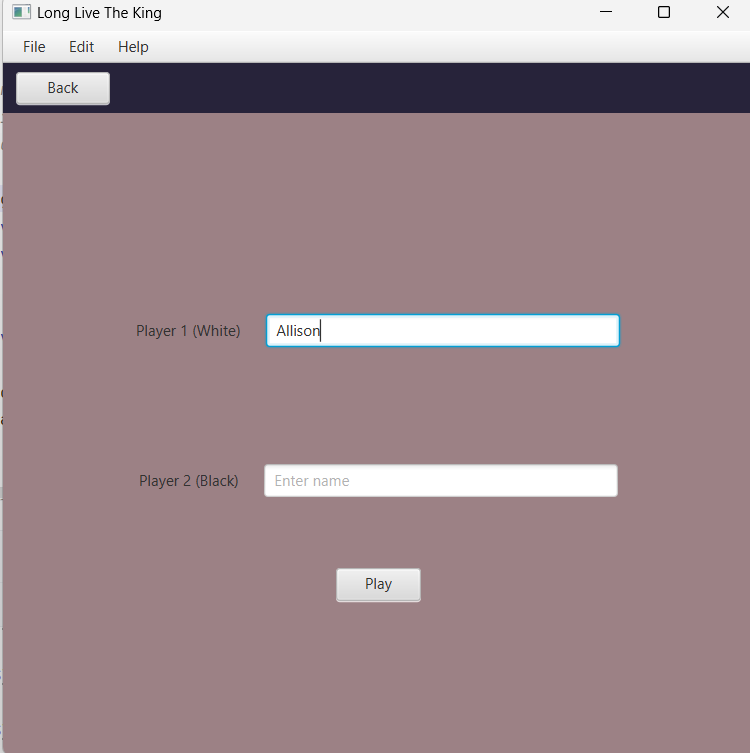 Long Live The King
File Edit Help
Back
Player 1 (White) Allison
Player 2 (Black) Enter name
Play